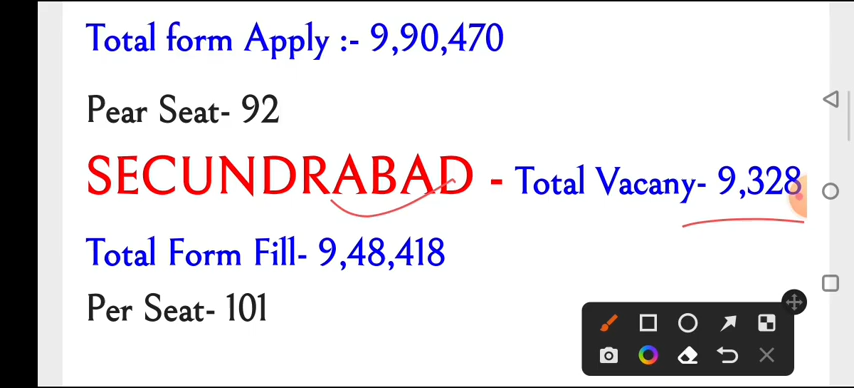 Total form Apply :- 9,90,470
Pear Seat- 92
SECUNDRABAD - Total Vacany- 9,328
Total Form Fill- 9,48,418
Per Seat- 101